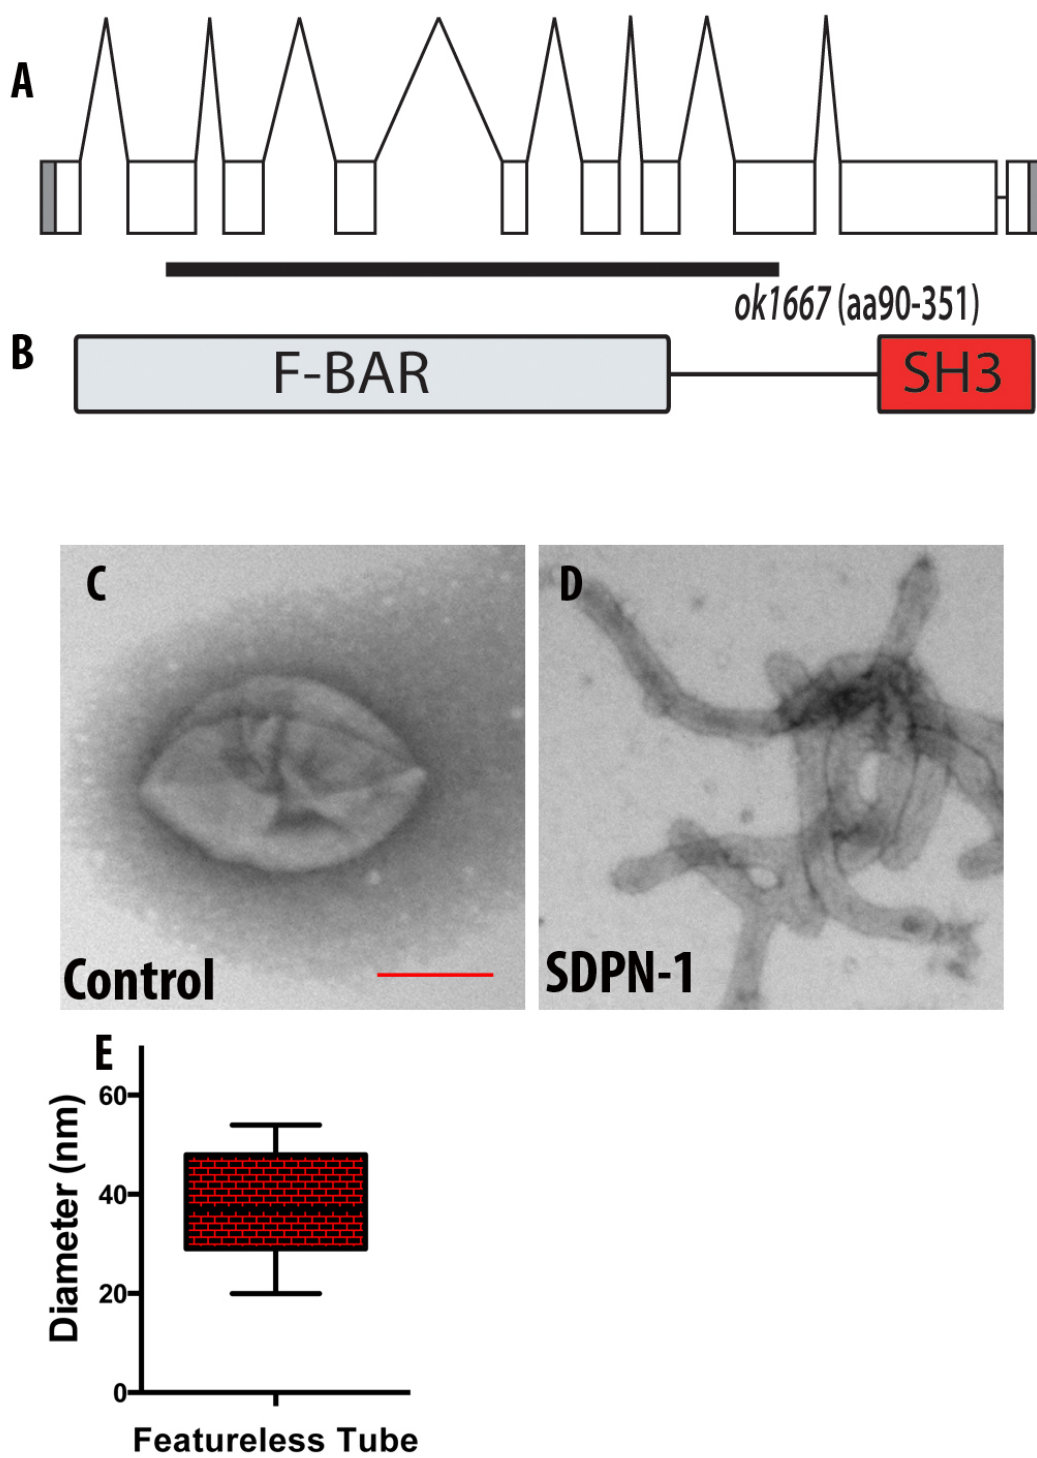 A
ok1667 (aa90-351)
B
F-BAR
SH3
C
D
Control
SDPN-1
E
60
40
20
0
Diameter (nm)
Featureless Tube